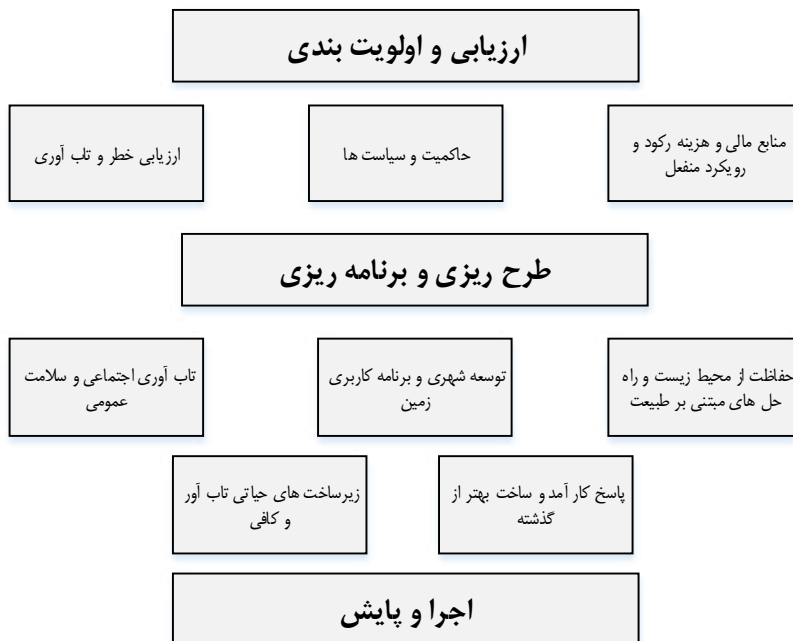 ارزیابی و اولویت بندی
منابع مالی و هزینه رکود و
رویکرد منفعل
حاکمیت و سیاست ها
ارزیابی خطر و تاب آوری
طرح ریزی و برنامه ریزی
حفاظت از محیط زیست و راه
حل های مبتنی بر طبیعت
توسعه شهری و برنامه کاربری
زمین
تاب آوری اجتماعی و سلامت
عمومی
پاسخ کار آمد و ساخت بهتر از
گذشته
زیرساخت های حیاتی تاب آور
و کافی
اجرا و پایش